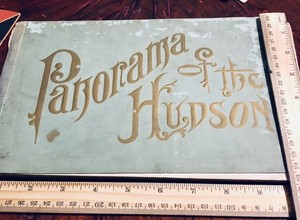 Panorama
of the
Hudson